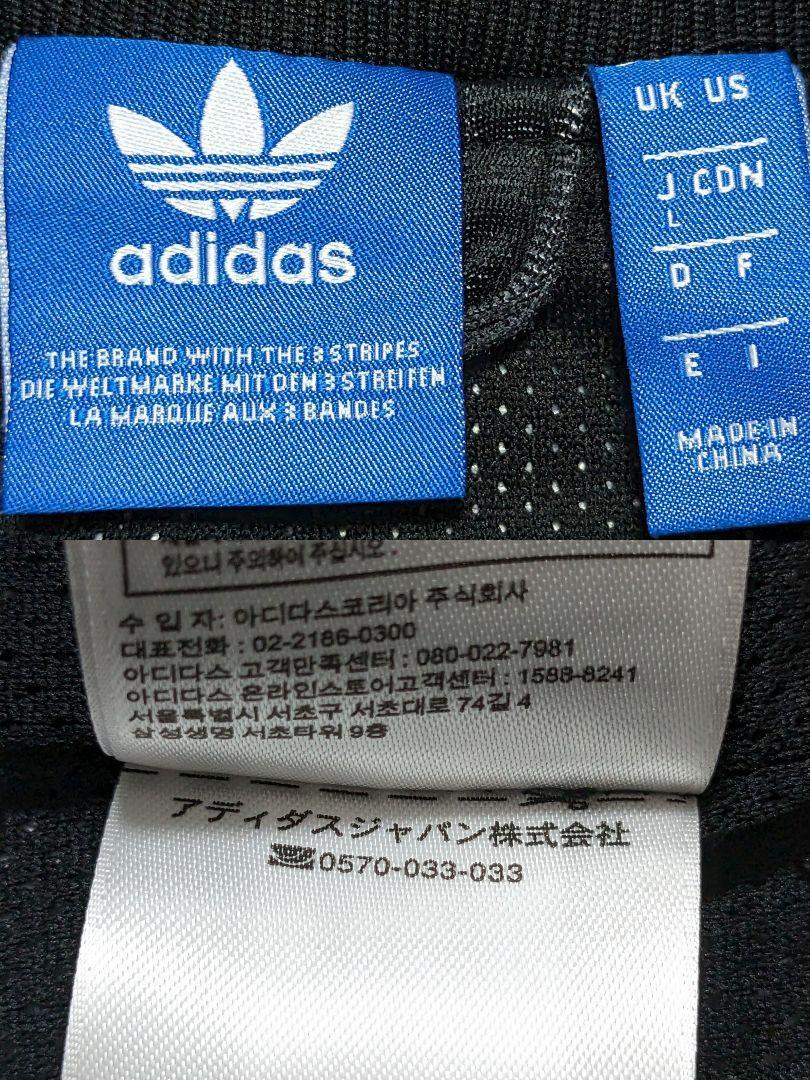 adidas
THE BRAND WITH THE 3 STRIPES
DIE WELTMARKE MIT DEN 3 STREIFEN
LA MARQUE AUX 3 BANDES
UK US
J CDN
L
D F
E I
MADE IN
CHINA
있으니 주의하여 주십시오.
수 입 자: 아디다스코리아 주식회사
대표전화 : 02-2186-0300
아디다스 고객만족센터 : 080-022-7981
아디다스 온라인스토어고객센터 : 1588-8241
서울특별시 서초구 서초대로 74길 4
삼성생명 서초타워 9층
アディダスジャパン株式会社
0570-033-033